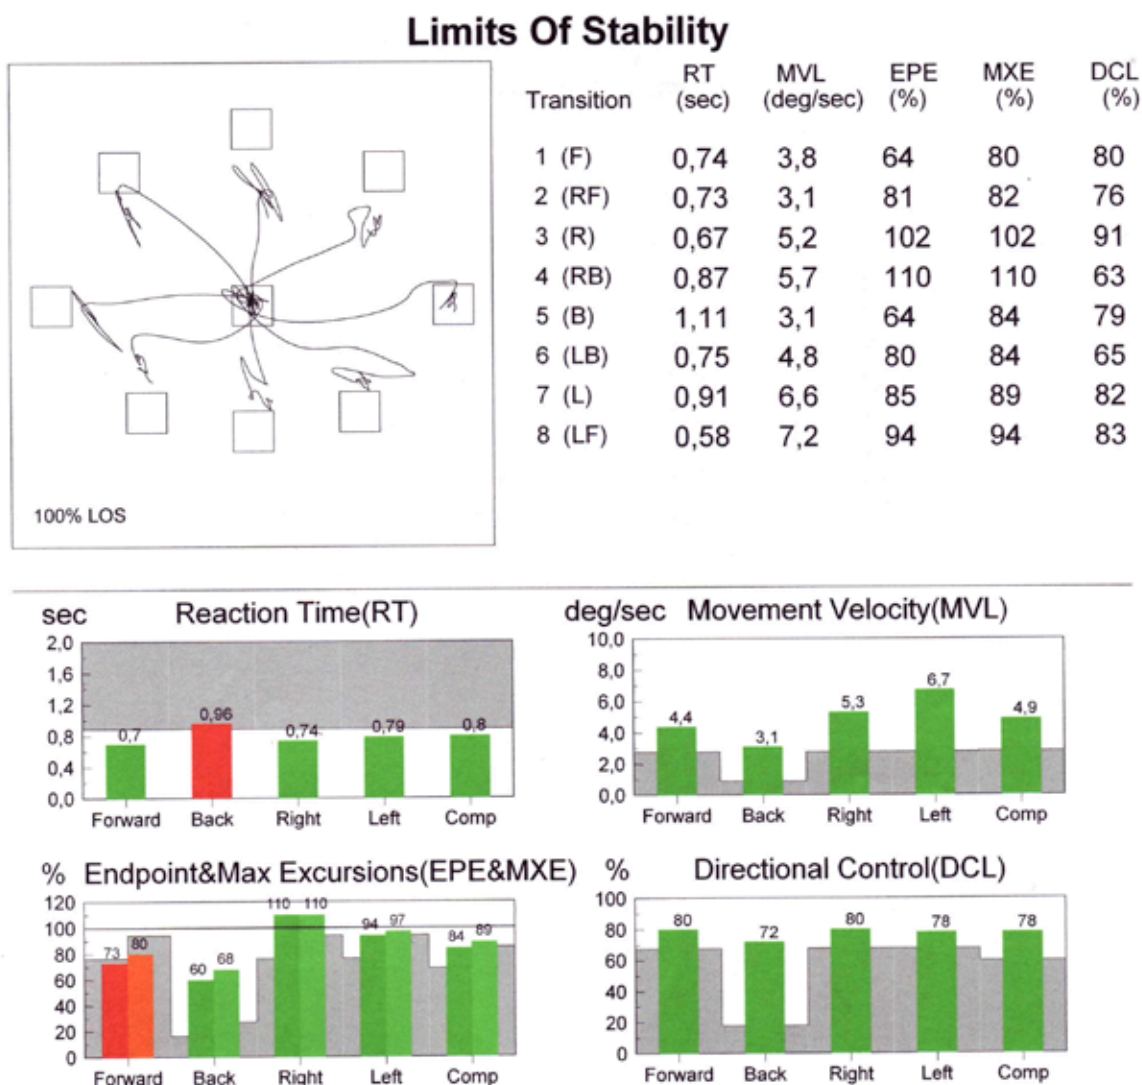 Limits Of Stability
100% LOS
Transition RT (sec) MVL (deg/sec) EPE (%) MXE (%) DCL (%)
1 (F) 0,74 3,8 64 80 80
2 (RF) 0,73 3,1 81 82 76
3 (R) 0,67 5,2 102 102 91
4 (RB) 0,87 5,7 110 110 63
5 (B) 1,11 3,1 64 84 79
6 (LB) 0,75 4,8 80 84 65
7 (L) 0,91 6,6 85 89 82
8 (LF) 0,58 7,2 94 94 83
sec Reaction Time(RT)
2,0
1,6
1,2
0,8
0,4
0,0
0,7 0,96 0,74 0,79 0,8
Forward Back Right Left Comp
deg/sec Movement Velocity(MVL)
10,0
8,0
6,0
4,0
2,0
0,0
4,4 3,1 5,3 6,7 4,9
Forward Back Right Left Comp
% Endpoint&Max Excursions(EPE&MXE)
120
100
80
60
40
20
0
73 80 60 68 110 110 94 97 84 89
Forward Back Right Left Comp
% Directional Control(DCL)
100
80
60
40
20
0
80 72 80 78 78
Forward Back Right Left Comp